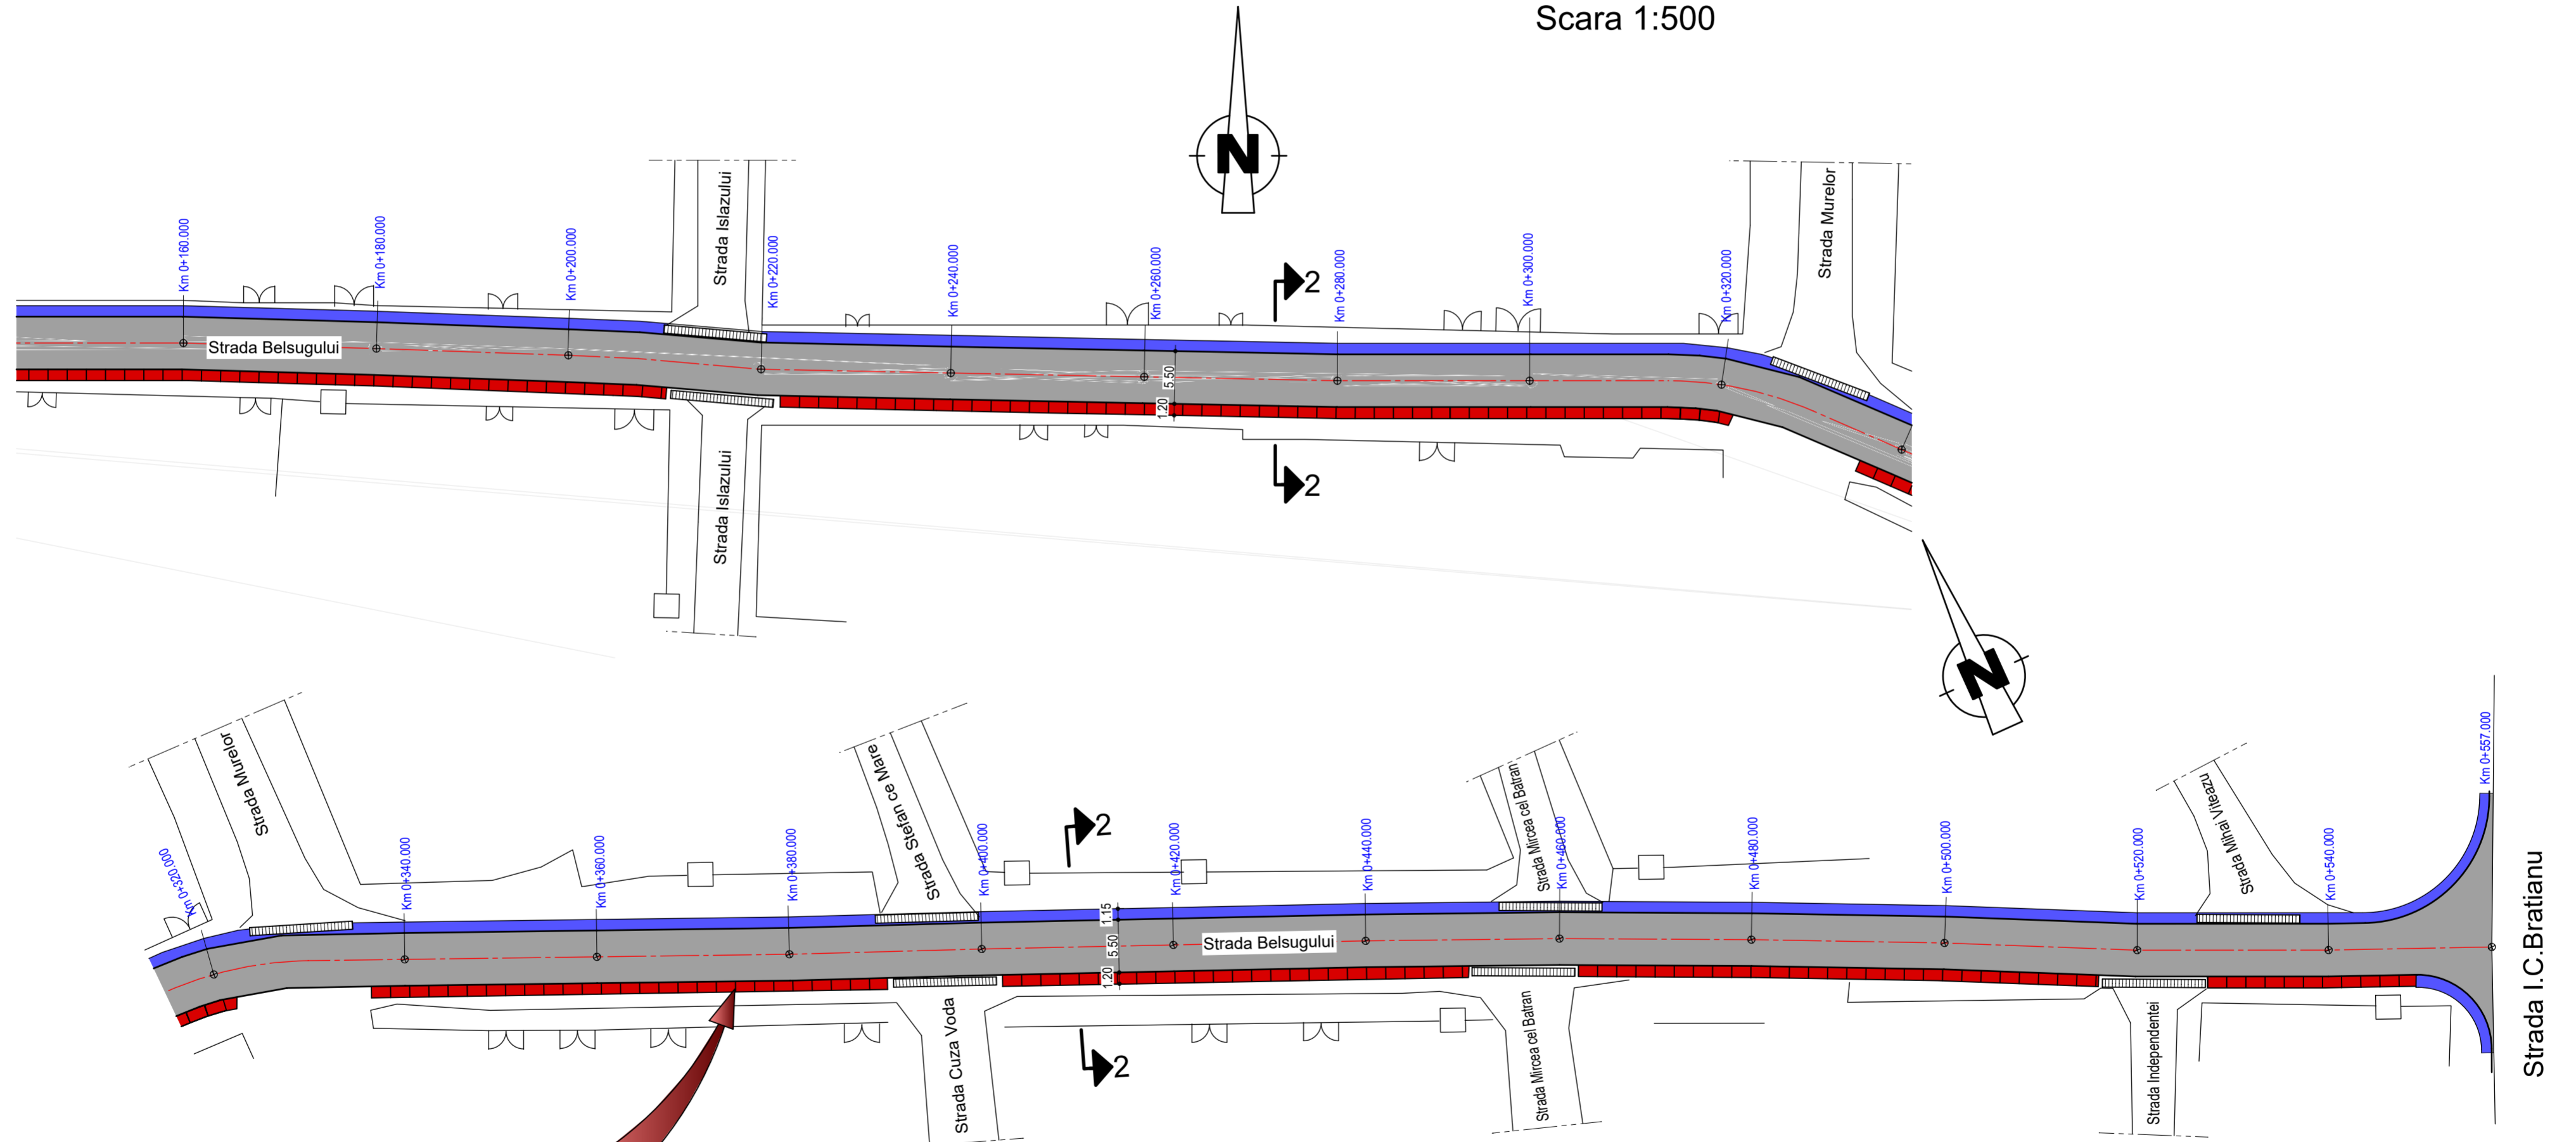 Scara 1:500
N
Km 0+160.000
Km 0+180.000
Km 0+200.000
Strada Islazului
Km 0+220.000
Km 0+240.000
Km 0+260.000
2
Km 0+280.000
Km 0+300.000
Km 0+320.000
Strada Murelor
Strada Belsugului
5.50
1.20
2
Strada Islazului
N
Km 0+320.000
Strada Murelor
Km 0+340.000
Km 0+360.000
Km 0+380.000
Strada Stefan ce Mare
Km 0+400.000
2
Km 0+420.000
Km 0+440.000
Strada Mircea cel Batran
Km 0+460.000
Km 0+480.000
Km 0+500.000
Km 0+520.000
Strada Mihai Viteazu
Km 0+540.000
Km 0+557.000
1.15
5.50
1.20
Strada Belsugului
Strada Cuza Voda
2
Strada Mircea cel Batran
Strada Independentei
Strada I.C.Bratianu